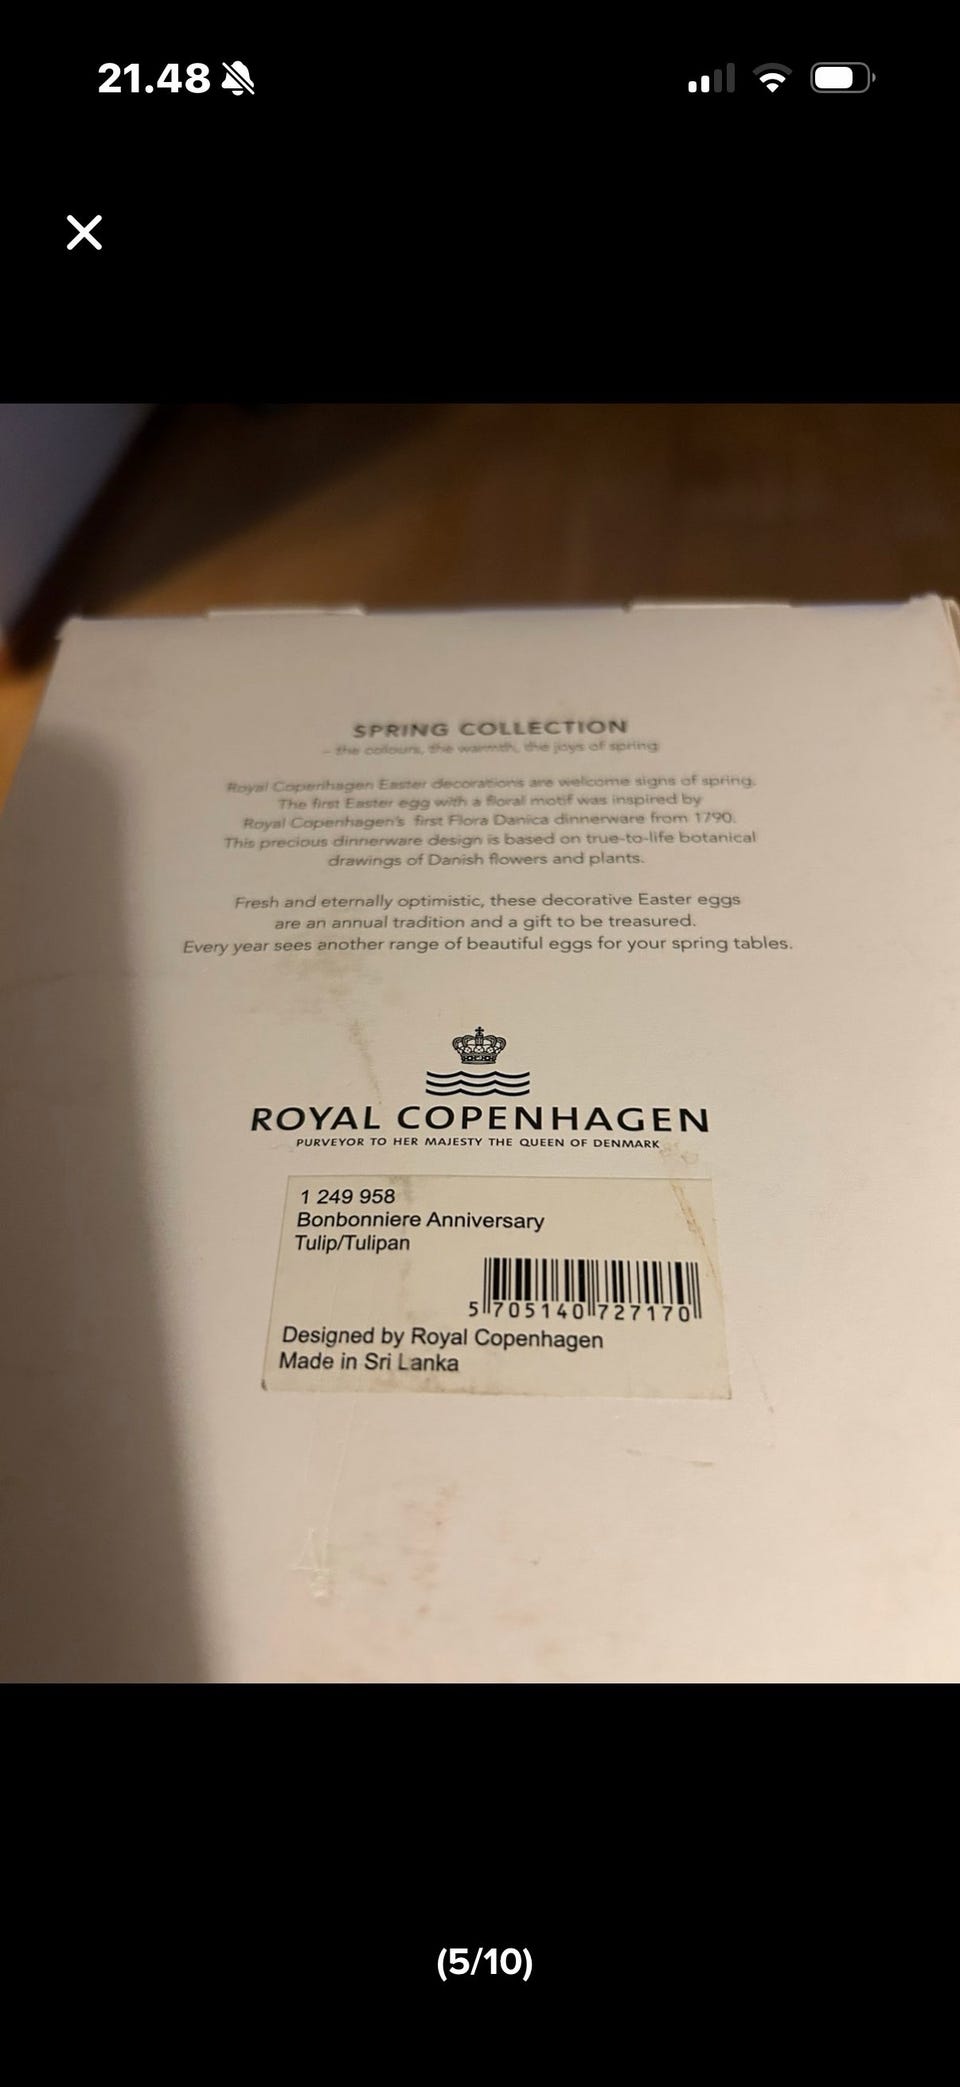 21.48
SPRING COLLECTION
– the colours, the warmth, the joys of spring
Royal Copenhagen Easter decorations are welcome signs of spring.
The first Easter egg with a floral motif was inspired by
Royal Copenhagen's first Flora Danica dinnerware from 1790.
This precious dinnerware design is based on true-to-life botanical
drawings of Danish flowers and plants.
Fresh and eternally optimistic, these decorative Easter eggs
are an annual tradition and a gift to be treasured.
Every year sees another range of beautiful eggs for your spring tables.
ROYAL COPENHAGEN
PURVEYOR TO HER MAJESTY THE QUEEN OF DENMARK
1 249 958
Bonbonniere Anniversary
Tulip/Tulipan
5 705140 727170
Designed by Royal Copenhagen
Made in Sri Lanka
(5/10)